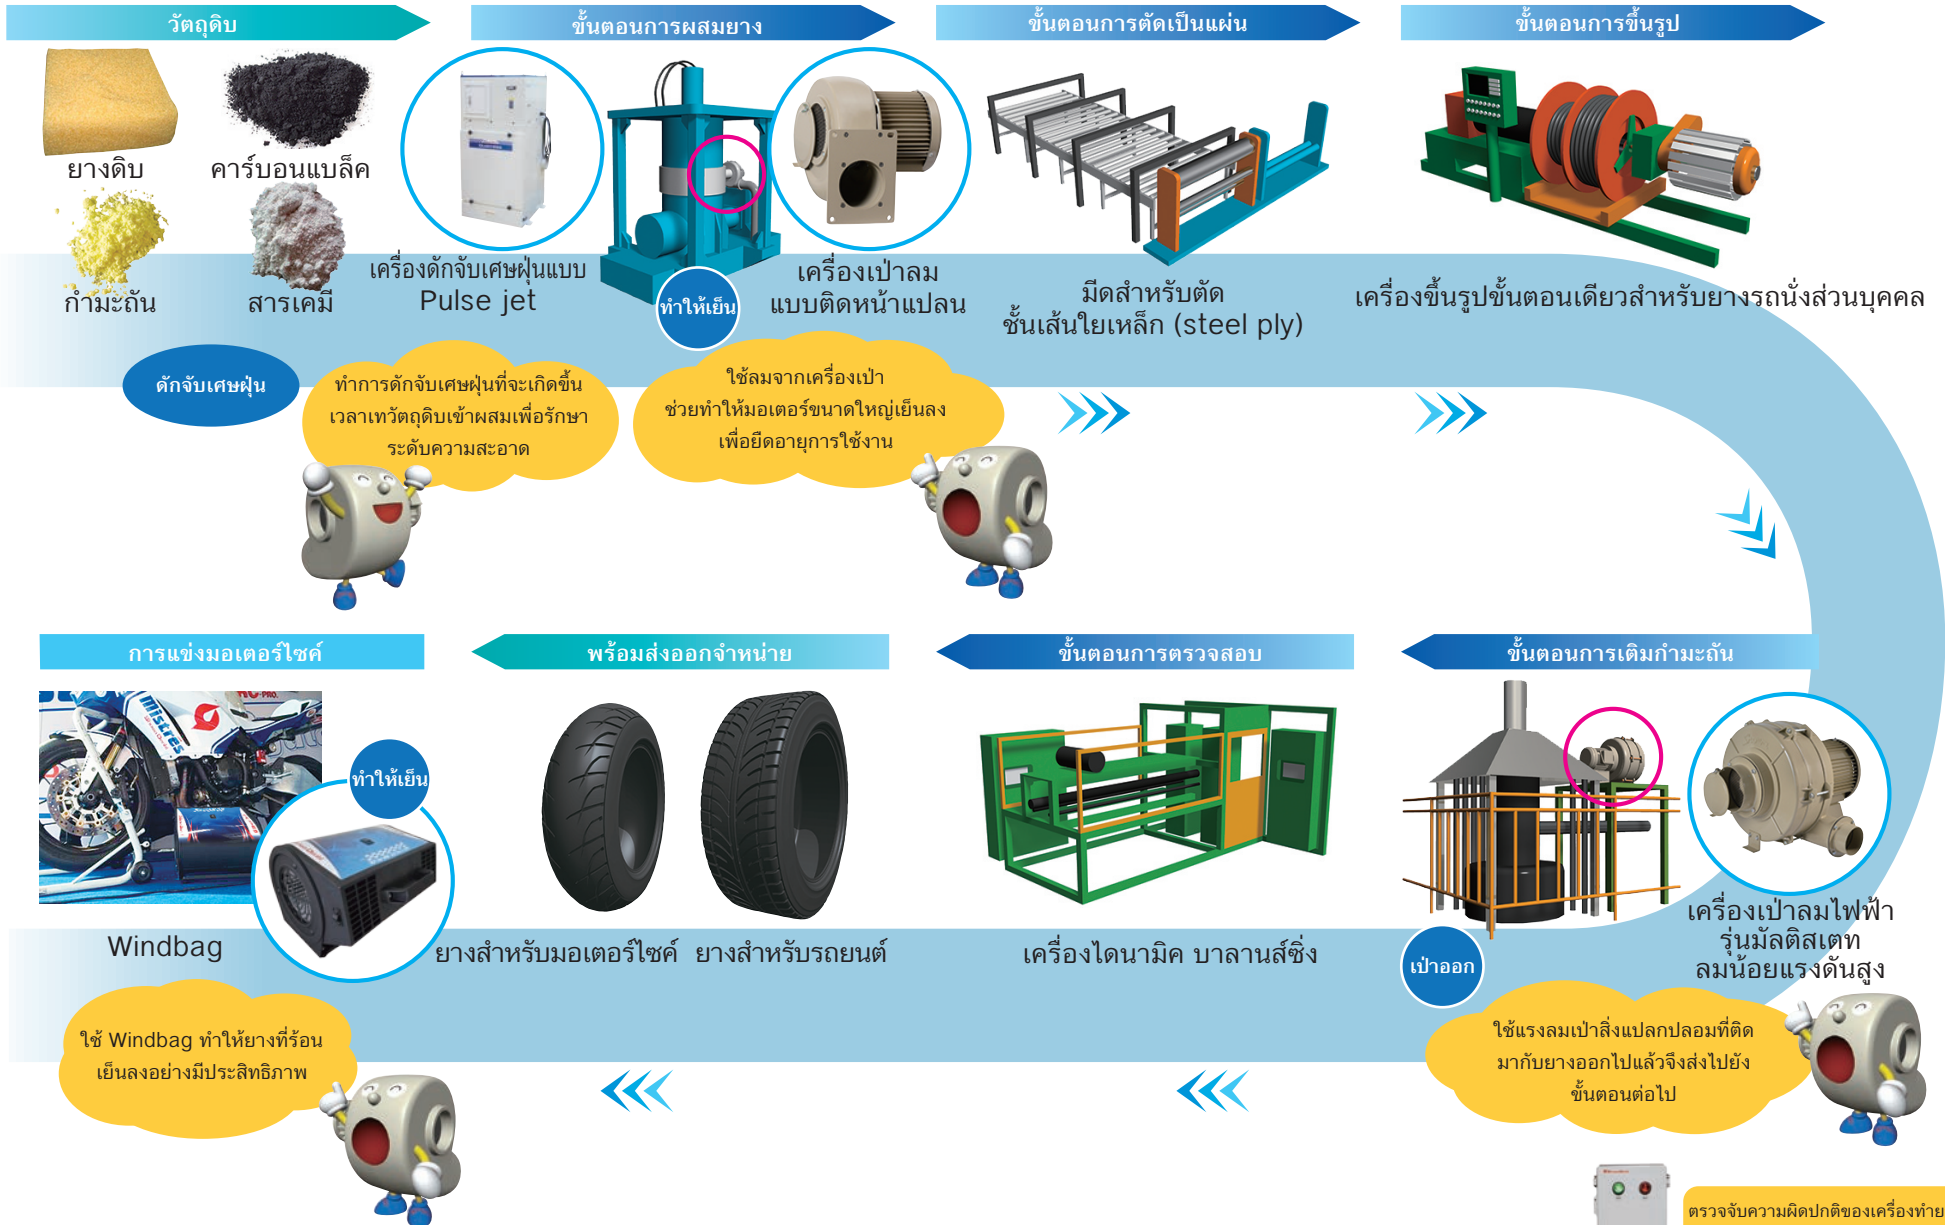 วัตถุดิบ
ขั้นตอนการผสมยาง
ขั้นตอนการตัดเป็นแผ่น
ขั้นตอนการขึ้นรูป
ยางดิบ
คาร์บอนแบล็ค
กำมะถัน
สารเคมี
เครื่องดักจับเศษฝุ่นแบบ
Pulse jet
ทำให้เย็น
เครื่องเป่าลม
แบบติดหน้าแปลน
มีดสำหรับตัด
ชั้นเส้นใยเหล็ก (steel ply)
เครื่องขึ้นรูปขั้นตอนเดียวสำหรับยางรถนั่งส่วนบุคคล
ดักจับเศษฝุ่น
ทำการดักจับเศษฝุ่นที่จะเกิดขึ้น
เวลาเทวัตถุดิบเข้าผสมเพื่อรักษา
ระดับความสะอาด
ใช้ลมจากเครื่องเป่า
ช่วยทำให้มอเตอร์ขนาดใหญ่เย็นลง
เพื่อยืดอายุการใช้งาน
การแข่งมอเตอร์ไซค์
พร้อมส่งออกจำหน่าย
ขั้นตอนการตรวจสอบ
ขั้นตอนการเติมกำมะถัน
Mistres
ทำให้เย็น
Windbag
ยางสำหรับมอเตอร์ไซค์
ยางสำหรับรถยนต์
เครื่องไดนามิค บาลานส์ซิ่ง
เป่าออก
เครื่องเป่าลมไฟฟ้า
รุ่นมัลติสเตท
ลมน้อยแรงดันสูง
ใช้ Windbag ทำให้ยางที่ร้อน
เย็นลงอย่างมีประสิทธิภาพ
ใช้แรงลมเป่าสิ่งแปลกปลอมที่ติด
มากับยางออกไปแล้วจึงส่งไปยัง
ขั้นตอนต่อไป
ตรวจจับความผิดปกติของเครื่องทำย